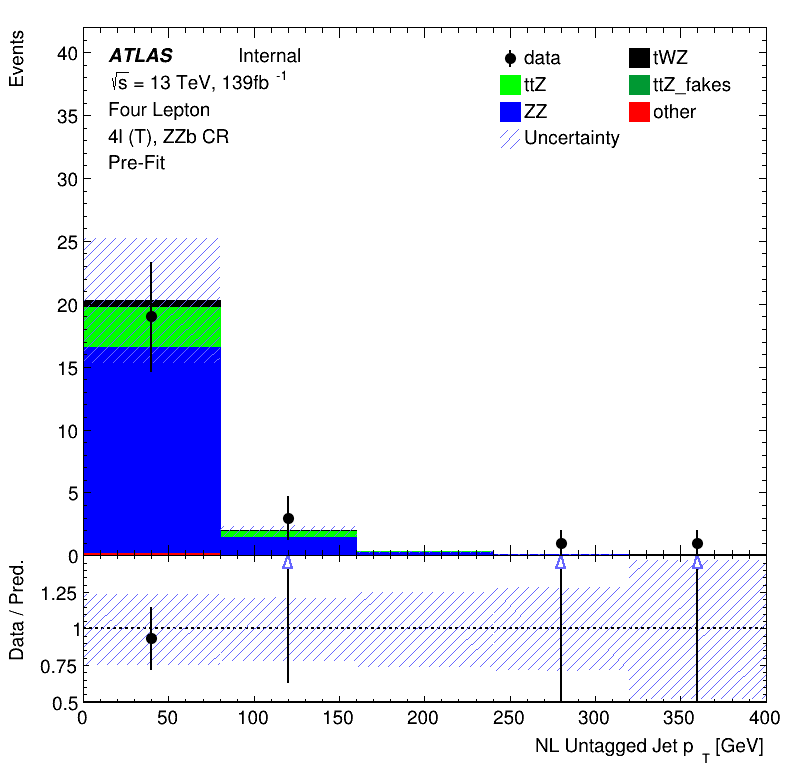 Events
40
35
30
25
20
15
10
5
0
ATLAS Internal
√s = 13 TeV, 139fb -1
Four Lepton
4l (T), ZZb CR
Pre-Fit
data tWZ
ttZ ttZ_fakes
ZZ other
Uncertainty
Data / Pred.
1.25
1
0.75
0.5
0 50 100 150 200 250 300 350 400
NL Untagged Jet p T [GeV]